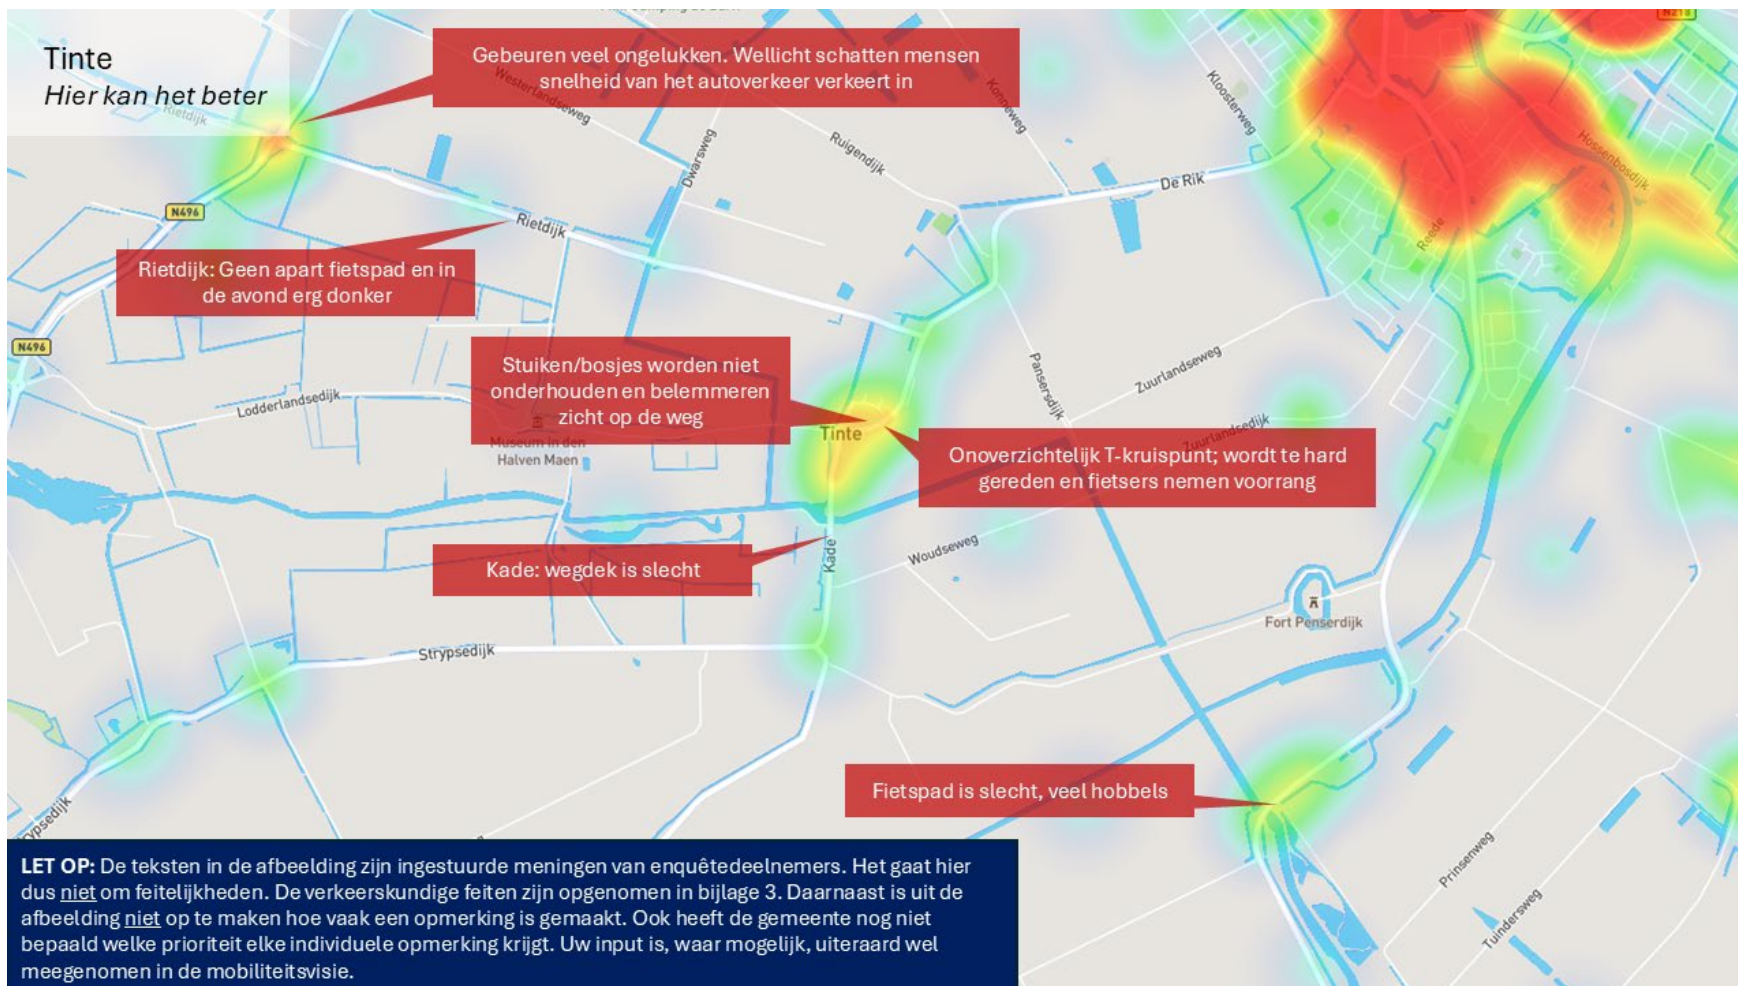 Tinte
Hier kan het beter
Gebeuren veel ongelukken. Wellicht schatten mensen
snelheid van het autoverkeer verkeert in
N218
Rietdijk
Westerlandseweg
Konneweg
Kloosterweg
Dwarsweg
Ruigendijk
Hossenbosdijk
De Rik
N496
Rietdijk
Reede
Rietdijk: Geen apart fietspad en in
de avond erg donker
N496
Stuiken/bosjes worden niet
onderhouden en belemmeren
zicht op de weg
Pansersdijk
Zuurlandseweg
Lodderlandsedijk
Zuurlandsedijk
Museum in den
Halven Maen
Tinte
Onoverzichtelijk T-kruispunt; wordt te hard
gereden en fietsers nemen voorrang
Kade: wegdek is slecht
Kade
Woudseweg
Fort Penserdijk
Strypsedijk
Fietspad is slecht, veel hobbels
Strypsedijk
Prinsenweg
Tuindersweg
LET OP: De teksten in de afbeelding zijn ingestuurde meningen van enquêtedeelnemers. Het gaat hier
dus niet om feitelijkheden. De verkeerskundige feiten zijn opgenomen in bijlage 3. Daarnaast is uit de
afbeelding niet op te maken hoe vaak een opmerking is gemaakt. Ook heeft de gemeente nog niet
bepaald welke prioriteit elke individuele opmerking krijgt. Uw input is, waar mogelijk, uiteraard wel
meegenomen in de mobiliteitsvisie.